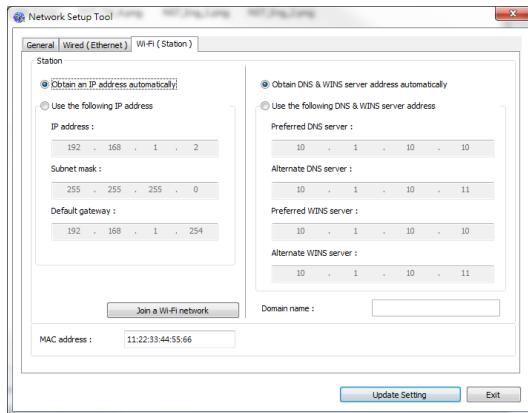 Network Setup Tool
General Wired ( Ethernet ) Wi-Fi ( Station )
Station
Obtain an IP address automatically
Use the following IP address
IP address :
192 . 168 . 1 . 2
Subnet mask :
255 . 255 . 255 . 0
Default gateway :
192 . 168 . 1 . 254
Join a Wi-Fi network
Obtain DNS & WINS server address automatically
Use the following DNS & WINS server address
Preferred DNS server :
10 . 1 . 10 . 10
Alternate DNS server :
10 . 1 . 10 . 11
Preferred WINS server :
10 . 1 . 10 . 10
Alternate WINS server :
10 . 1 . 10 . 11
Domain name :
MAC address : 11:22:33:44:55:66
Update Setting Exit